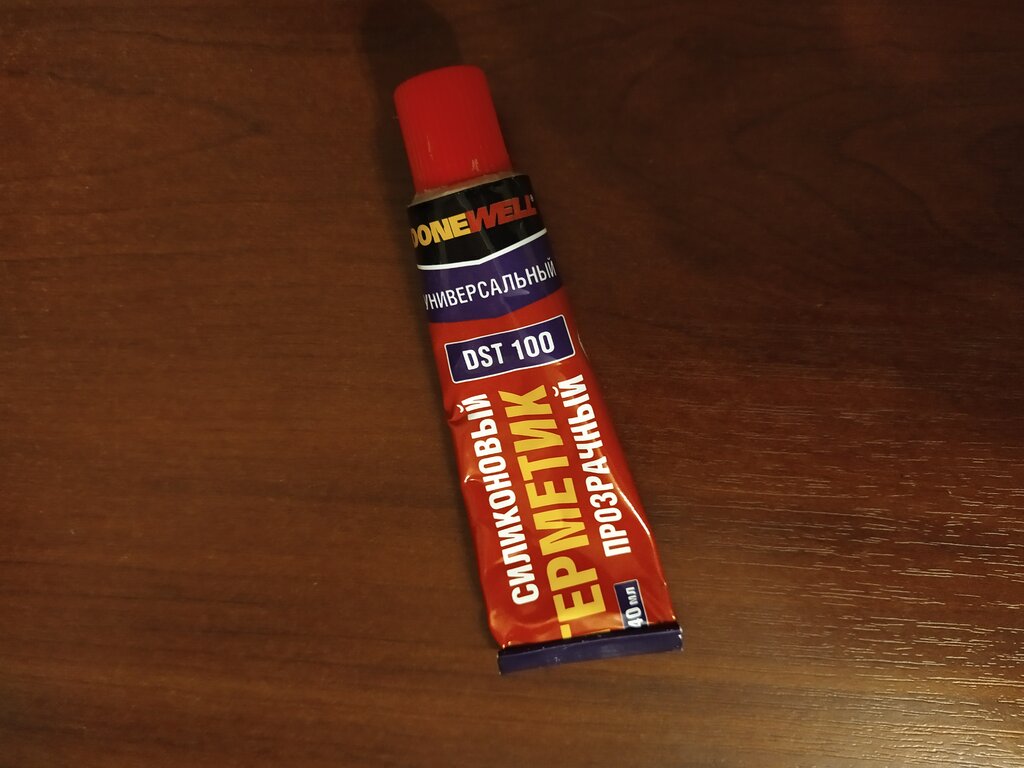 DONEWELL
УНИВЕРСАЛЬНЫЙ
DST 100
СИЛИКОНОВЫЙ
ГЕРМЕТИК
ПРОЗРАЧНЫЙ
40 мл